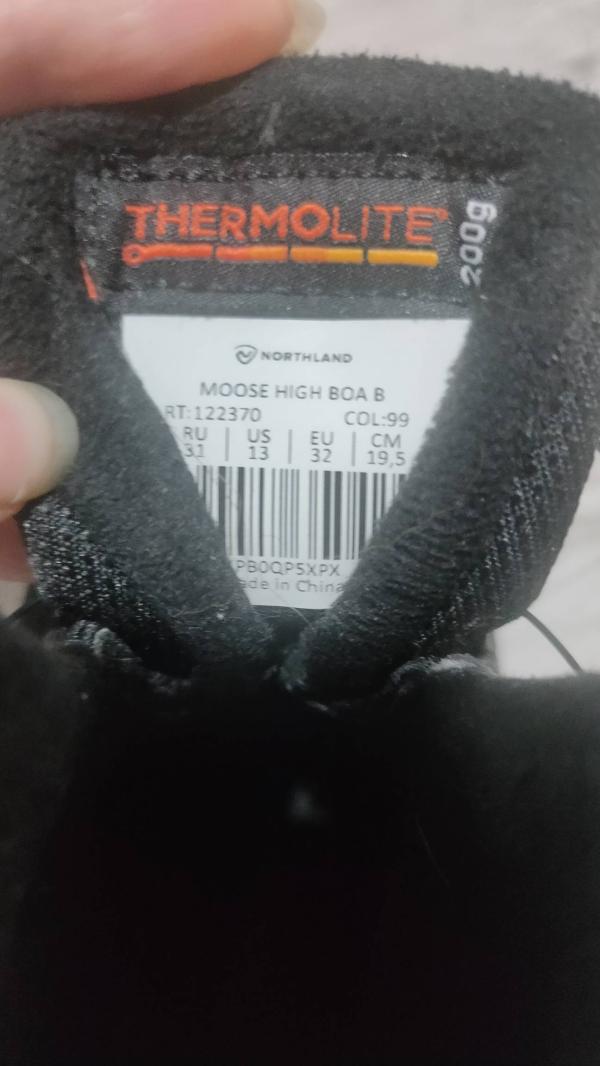 THERMOLITE®
200g
NORTHLAND
MOOSE HIGH BOA B
RT:122370 COL:99
RU US EU CM
31 13 32 19,5
PB0QP5XPX
ade in China